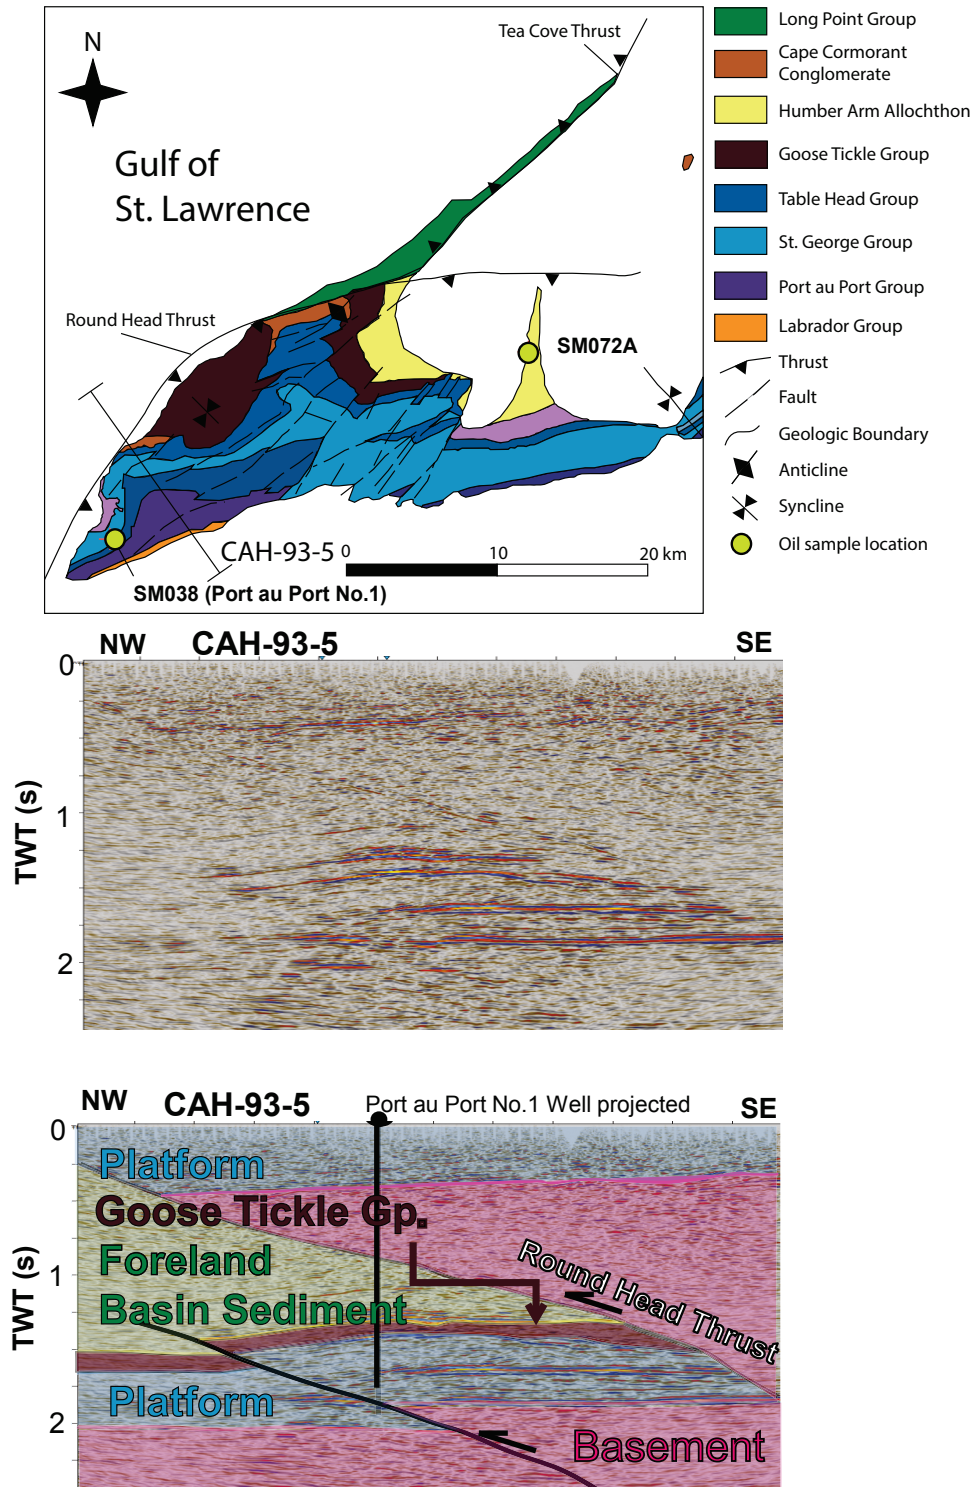 N
Gulf of
St. Lawrence
Tea Cove Thrust
Round Head Thrust
SM072A
CAH-93-5
0 10 20 km
SM038 (Port au Port No.1)
Long Point Group
Cape Cormorant
Conglomerate
Humber Arm Allochthon
Goose Tickle Group
Table Head Group
St. George Group
Port au Port Group
Labrador Group
Thrust
Fault
Geologic Boundary
Anticline
Syncline
Oil sample location
NW CAH-93-5 SE
0
1
2
TWT (s)
NW CAH-93-5 Port au Port No.1 Well projected SE
0
1
2
TWT (s)
Platform
Goose Tickle Gp.
Foreland
Basin Sediment
Round Head Thrust
Platform
Basement